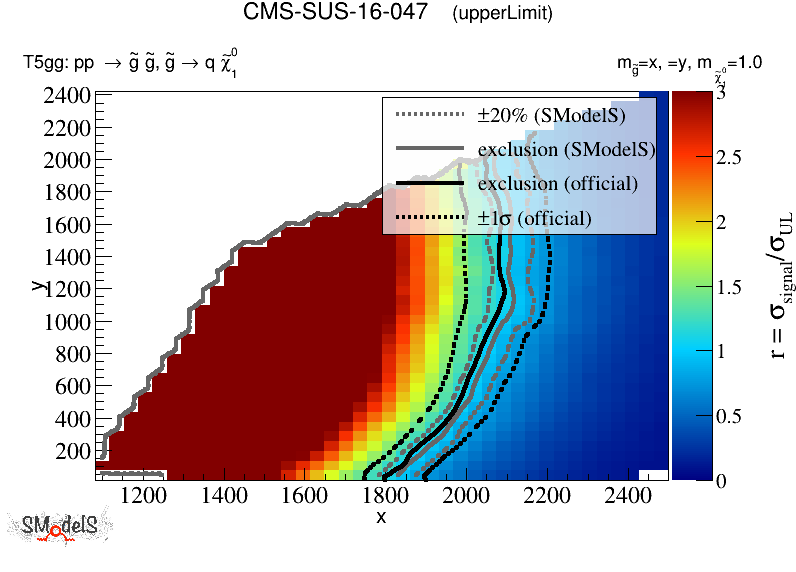 CMS-SUS-16-047 (upperLimit)
T5gg: pp → g̃ g̃, g̃ → q χ̃₁⁰
m_g̃=x, =y, m_χ̃₁⁰=1.0
±20% (SModelS)
exclusion (SModelS)
exclusion (official)
±1σ (official)
2400
2200
2000
1800
1600
1400
1200
1000
800
600
400
200
y
1200 1400 1600 1800 2000 2200 2400
x
3
2.5
2
1.5
1
0.5
0
r = σ_signal/σ_UL
SModelS